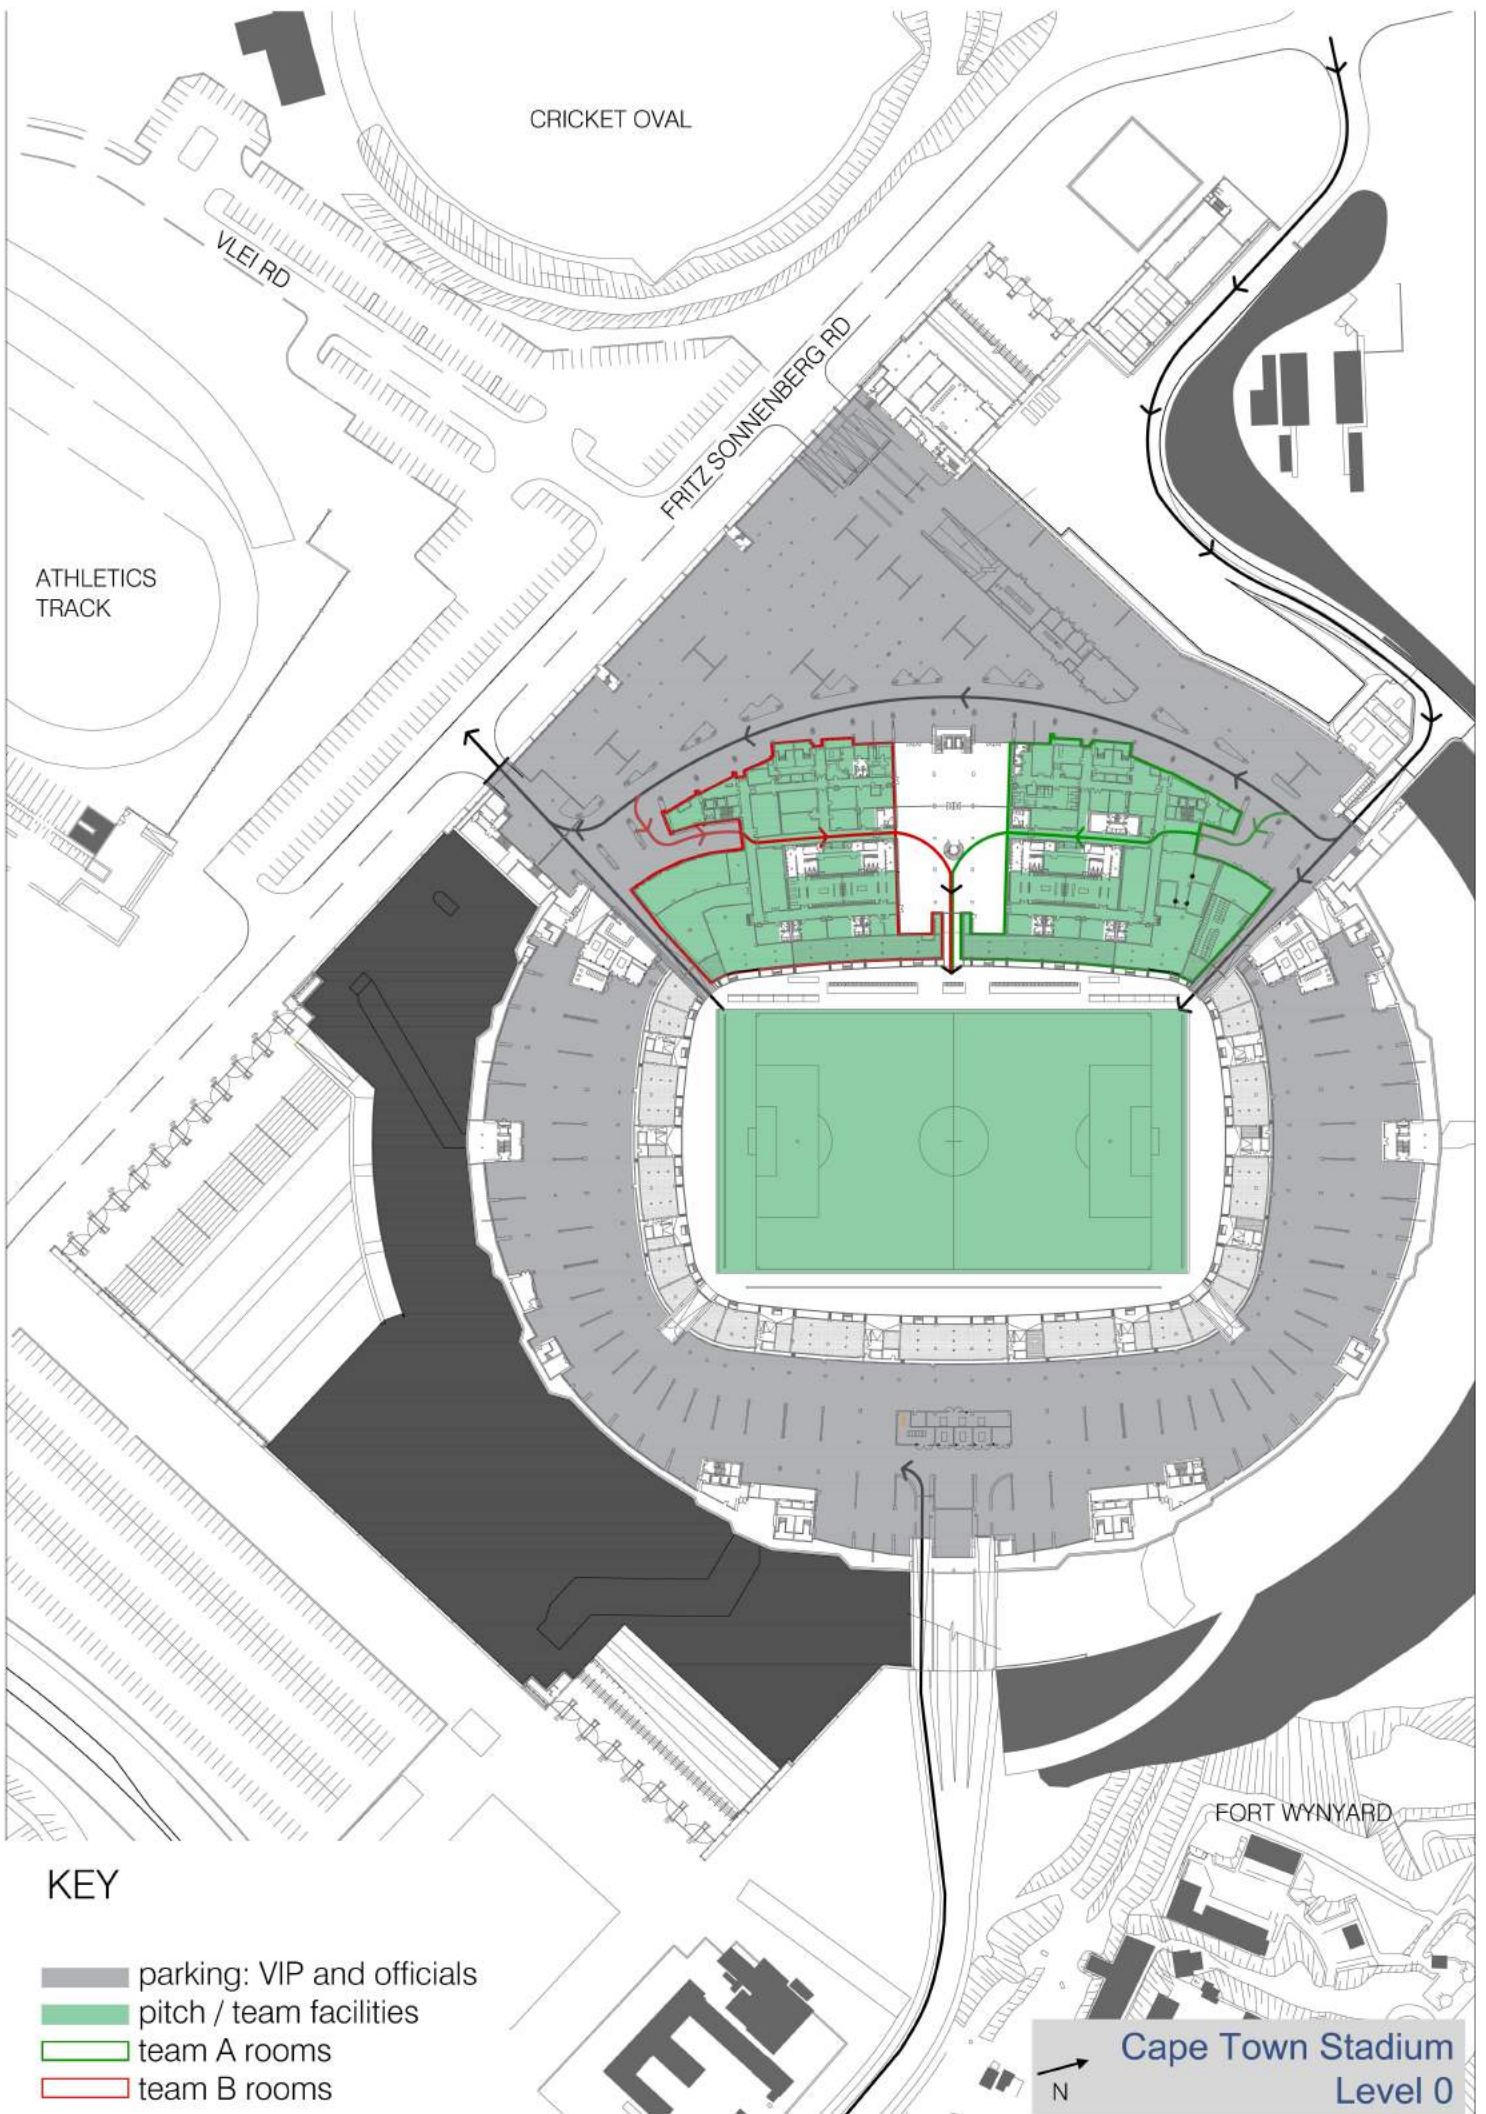 CRICKET OVAL
VLEI RD
FRITZ SONNENBERG RD
ATHLETICS
TRACK
FORT WYNYARD
KEY
parking: VIP and officials
pitch / team facilities
team A rooms
team B rooms
N
Cape Town Stadium
Level 0